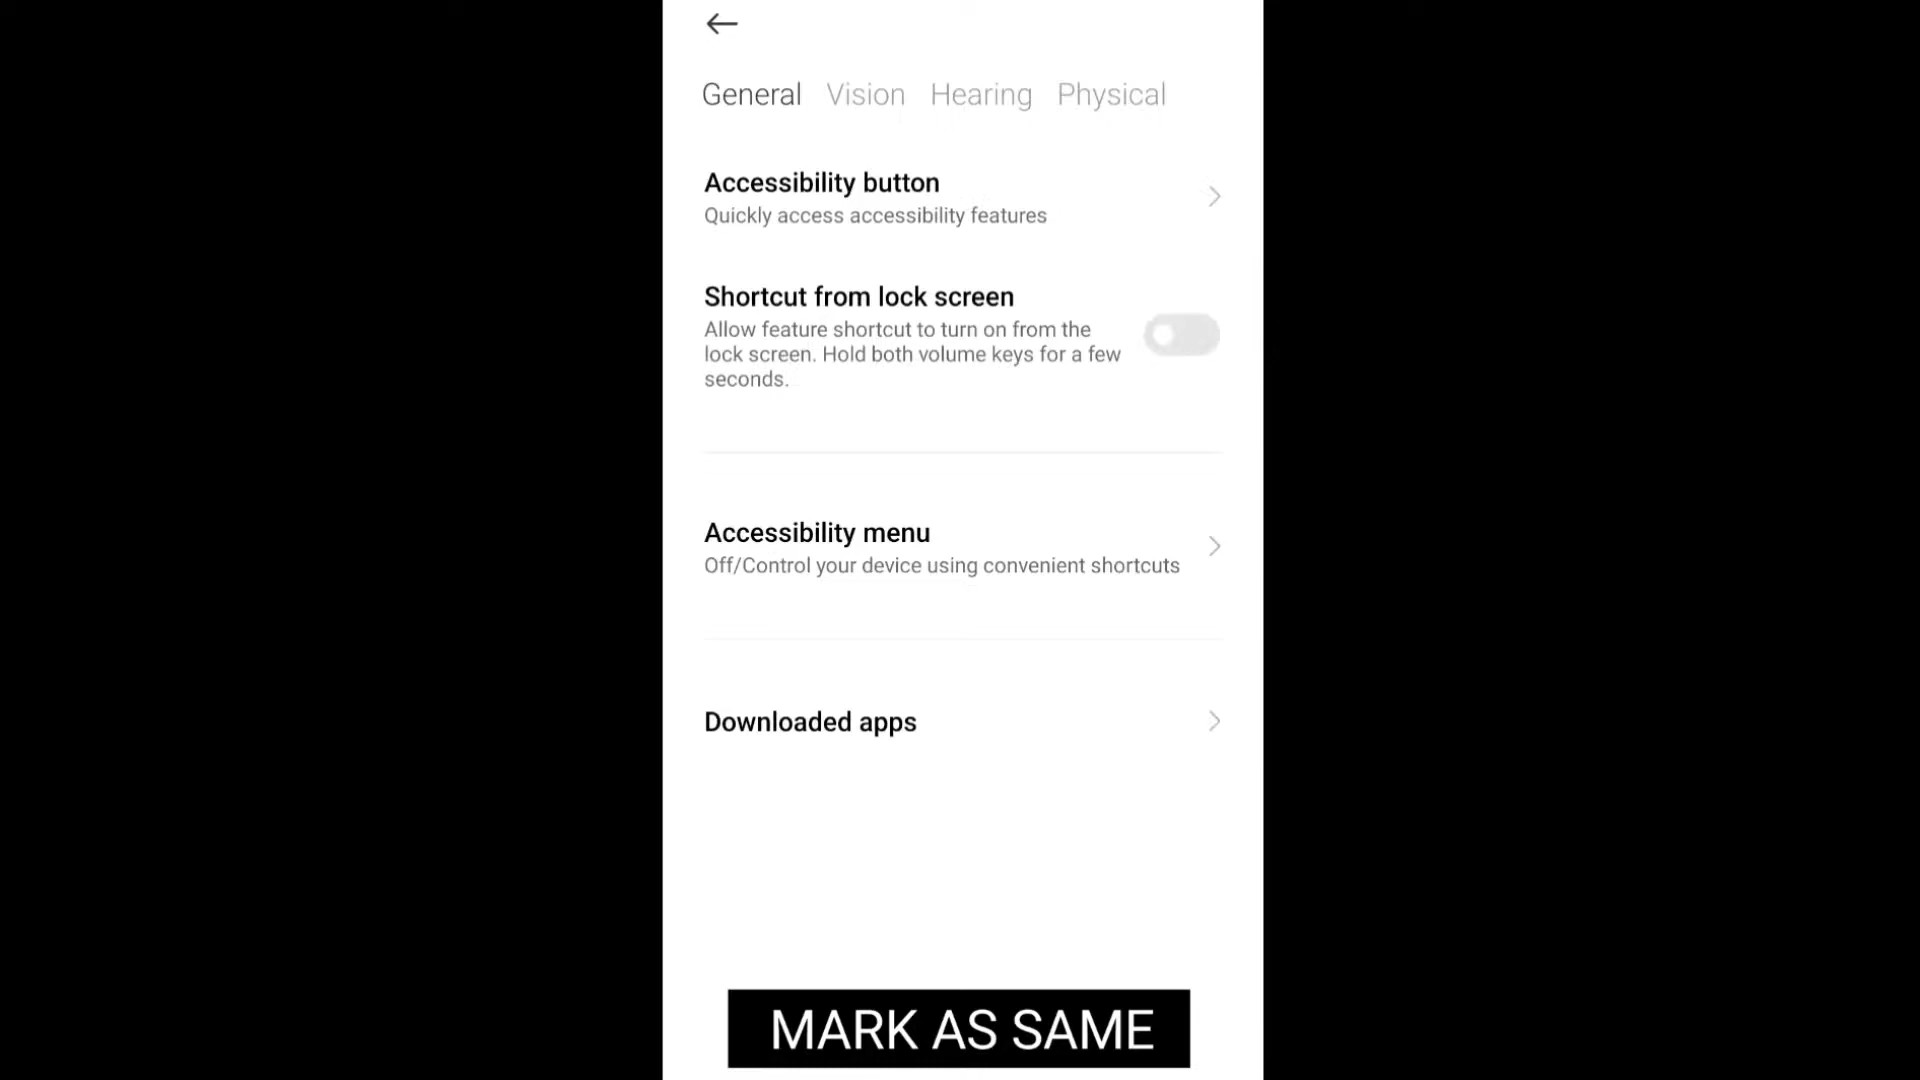 General Vision Hearing Physical
Accessibility button
Quickly access accessibility features
Shortcut from lock screen
Allow feature shortcut to turn on from the
lock screen. Hold both volume keys for a few
seconds.
Accessibility menu
Off/Control your device using convenient shortcuts
Downloaded apps
MARK AS SAME